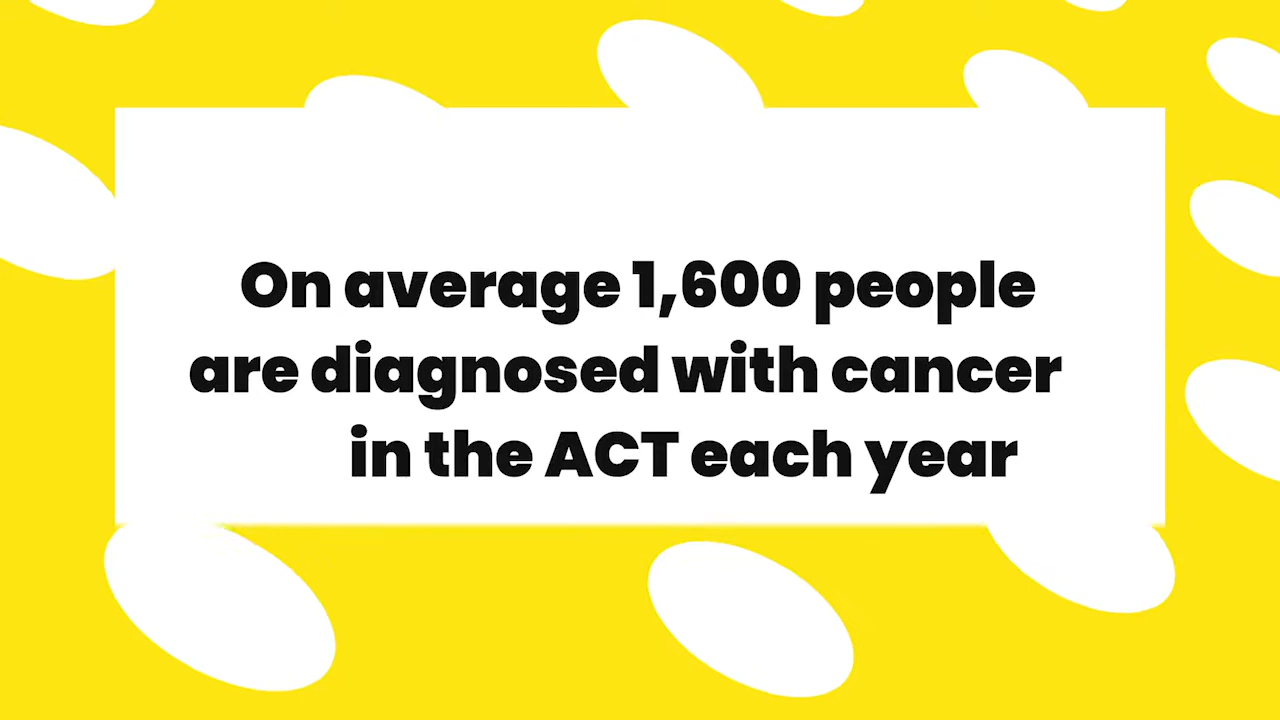 On average 1,600 people
are diagnosed with cancer
in the ACT each year